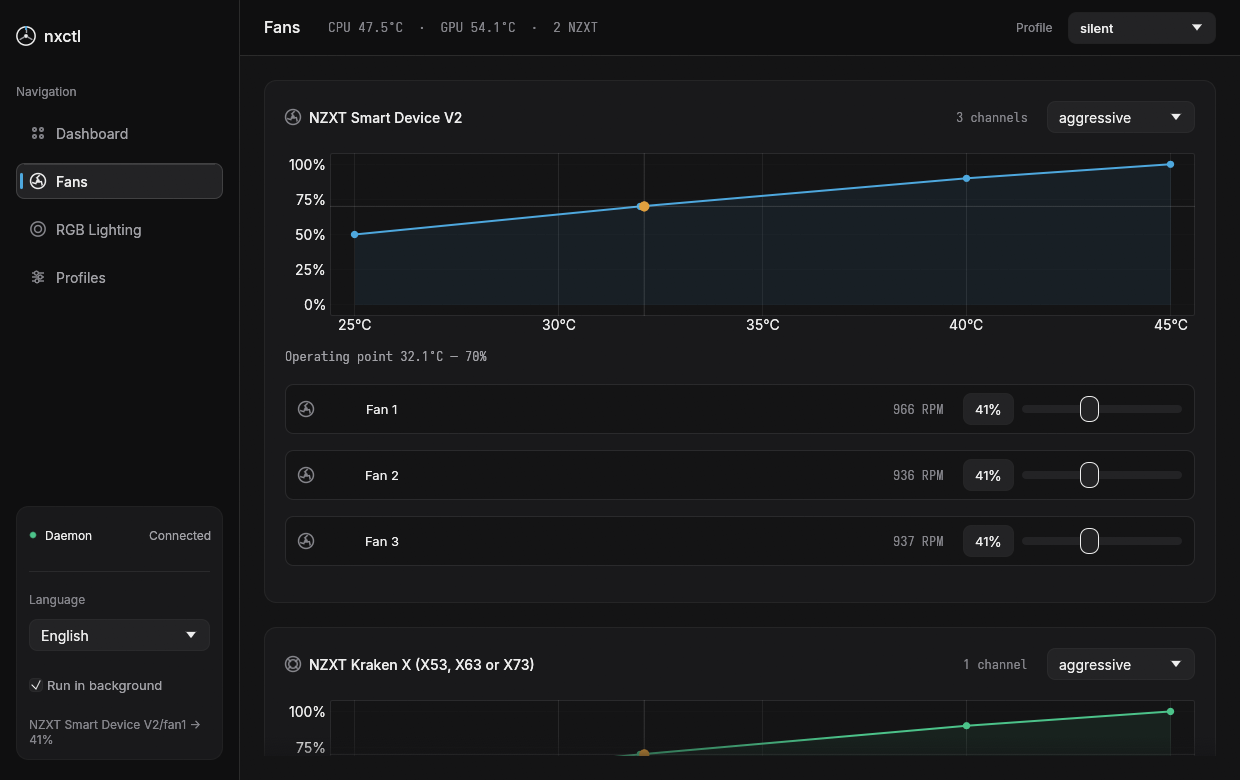 nxctl
Navigation
Dashboard
Fans
RGB Lighting
Profiles
Daemon Connected
Language
English
Run in background
NZXT Smart Device V2/fan1 →
41%
Fans CPU 47.5°C · GPU 54.1°C · 2 NZXT Profile silent
NZXT Smart Device V2 3 channels aggressive
100%
75%
50%
25%
0%
25°C 30°C 35°C 40°C 45°C
Operating point 32.1°C — 70%
Fan 1 966 RPM 41%
Fan 2 936 RPM 41%
Fan 3 937 RPM 41%
NZXT Kraken X (X53, X63 or X73) 1 channel aggressive
100%
75%